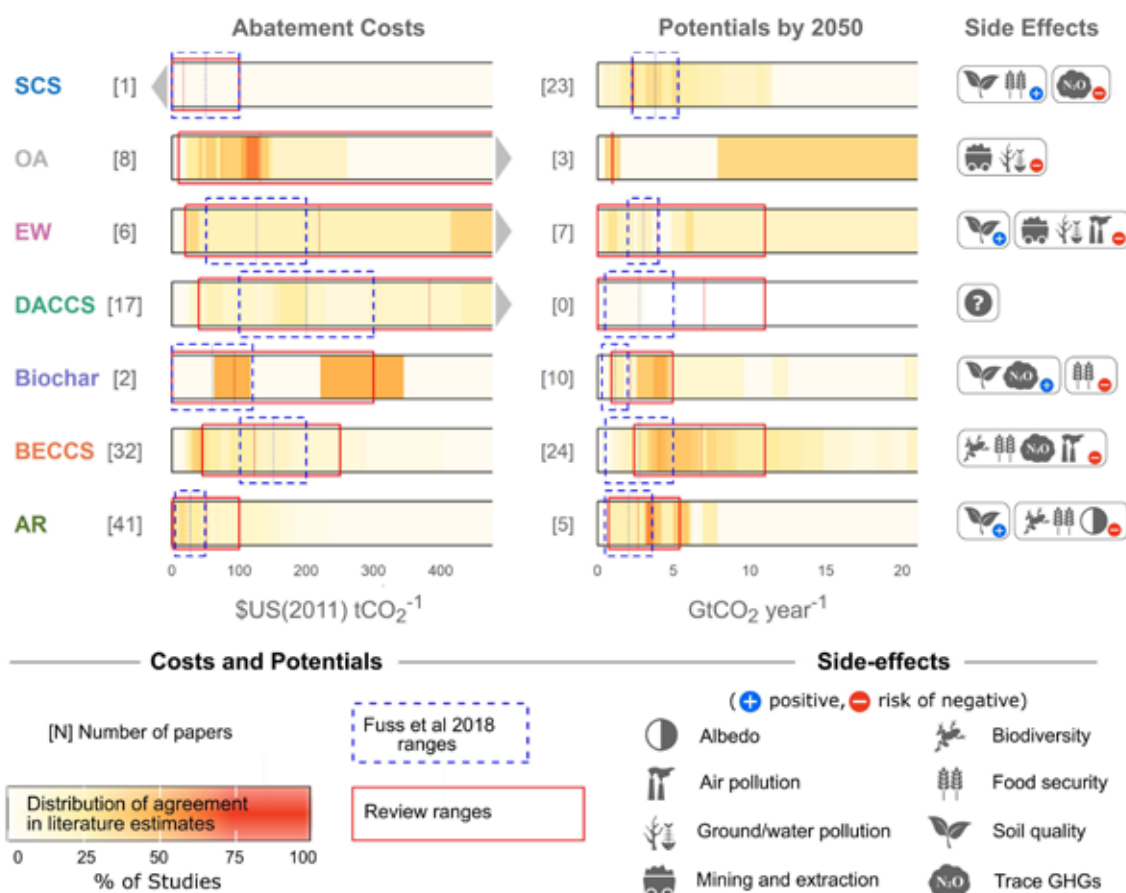 Abatement Costs Potentials by 2050 Side Effects
SCS [1] [23] N₂O
OA [8] [3]
EW [6] [7]
DACCS [17] [0] ?
Biochar [2] [10] N₂O
BECCS [32] [24] N₂O
AR [41] [5]
0 100 200 300 400 0 5 10 15 20
$US(2011) tCO₂⁻¹ GtCO₂ year⁻¹
Costs and Potentials Side-effects
(+ positive, − risk of negative)
[N] Number of papers Fuss et al 2018 ranges Albedo Biodiversity
Air pollution Food security
Distribution of agreement in literature estimates Review ranges Ground/water pollution Soil quality
0 25 50 75 100
% of Studies Mining and extraction N₂O Trace GHGs